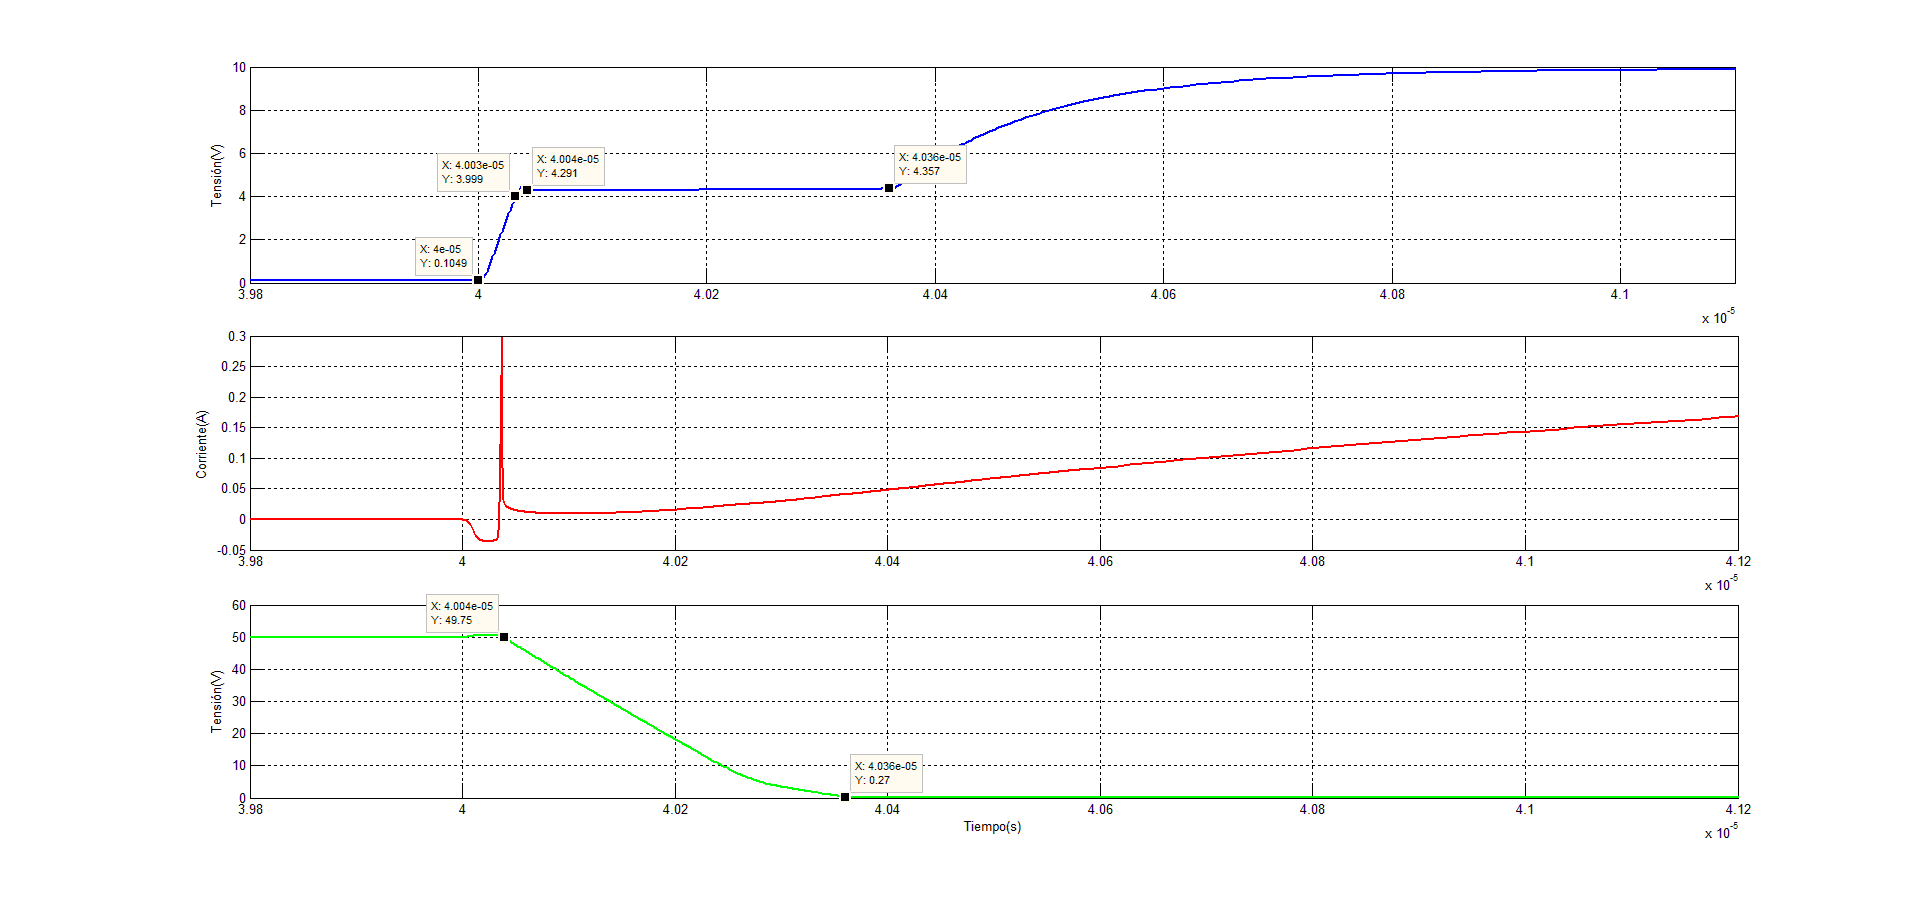 10
8
6
4
2
0
Tensión(V)
X: 4.003e-05
Y: 3.999
X: 4.004e-05
Y: 4.291
X: 4.036e-05
Y: 4.357
X: 4e-05
Y: 0.1049
3.98 4 4.02 4.04 4.06 4.08 4.1
x 10-5
0.3
0.25
0.2
0.15
0.1
0.05
0
-0.05
Corriente(A)
3.98 4 4.02 4.04 4.06 4.08 4.1 4.12
x 10-5
60
50
40
30
20
10
0
Tensión(V)
X: 4.004e-05
Y: 49.75
X: 4.036e-05
Y: 0.27
3.98 4 4.02 4.04 4.06 4.08 4.1 4.12
Tiempo(s)
x 10-5